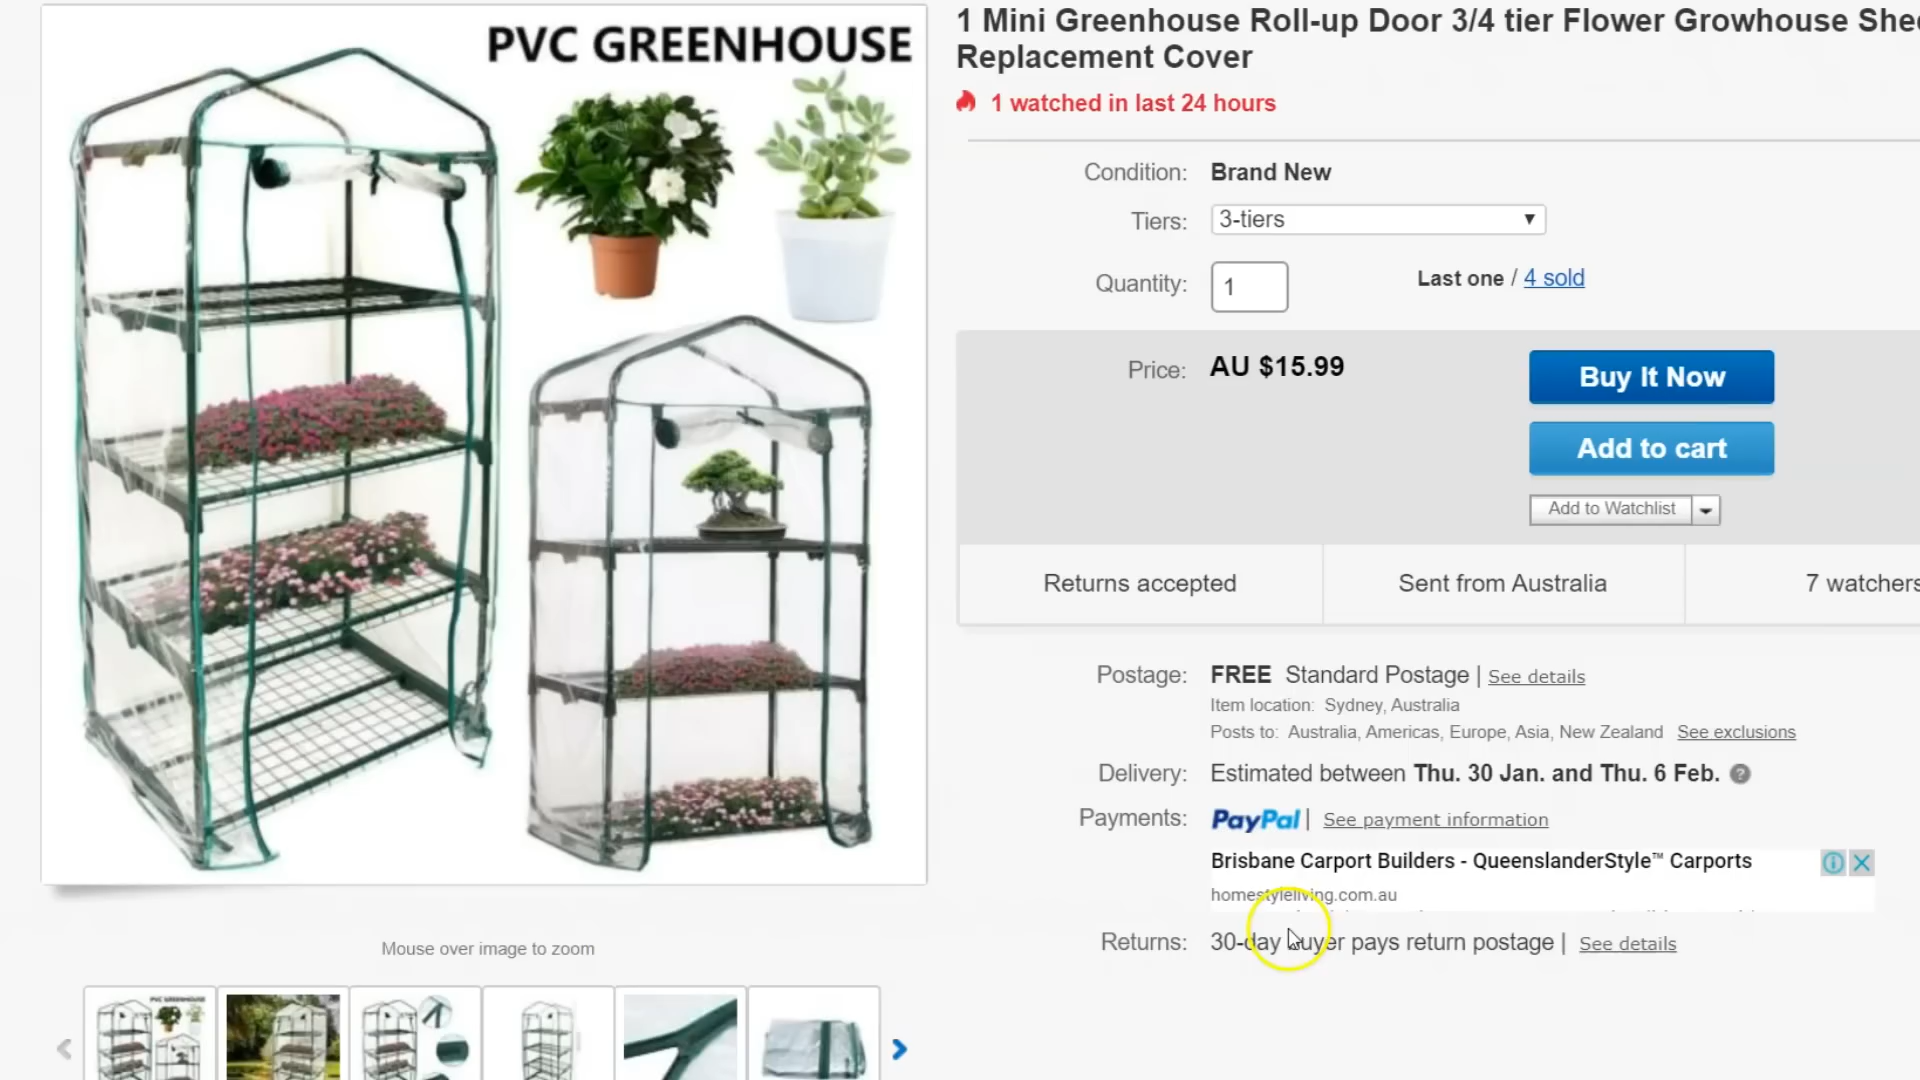 PVC GREENHOUSE
1 Mini Greenhouse Roll-up Door 3/4 tier Flower Growhouse
Replacement Cover
1 watched in last 24 hours
Condition: Brand New
Tiers: 3-tiers
Quantity: 1 Last one / 4 sold
Price: AU $15.99
Buy It Now
Add to cart
Add to Watchlist
Returns accepted
Sent from Australia
7 watchers
Postage: FREE Standard Postage | See details
Item location: Sydney, Australia
Posts to: Australia, Americas, Europe, Asia, New Zealand See exclusions
Delivery: Estimated between Thu. 30 Jan. and Thu. 6 Feb. ?
Payments: PayPal | See payment information
Brisbane Carport Builders - QueenslanderStyle™ Carports
homestyleliving.com.au
Returns: 30-day buyer pays return postage | See details
Mouse over image to zoom
PVC GREENHOUSE